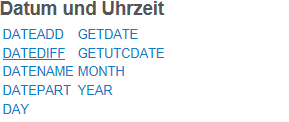 Datum und Uhrzeit
DATEADD GETDATE
DATEDIFF GETUTCDATE
DATENAME MONTH
DATEPART YEAR
DAY